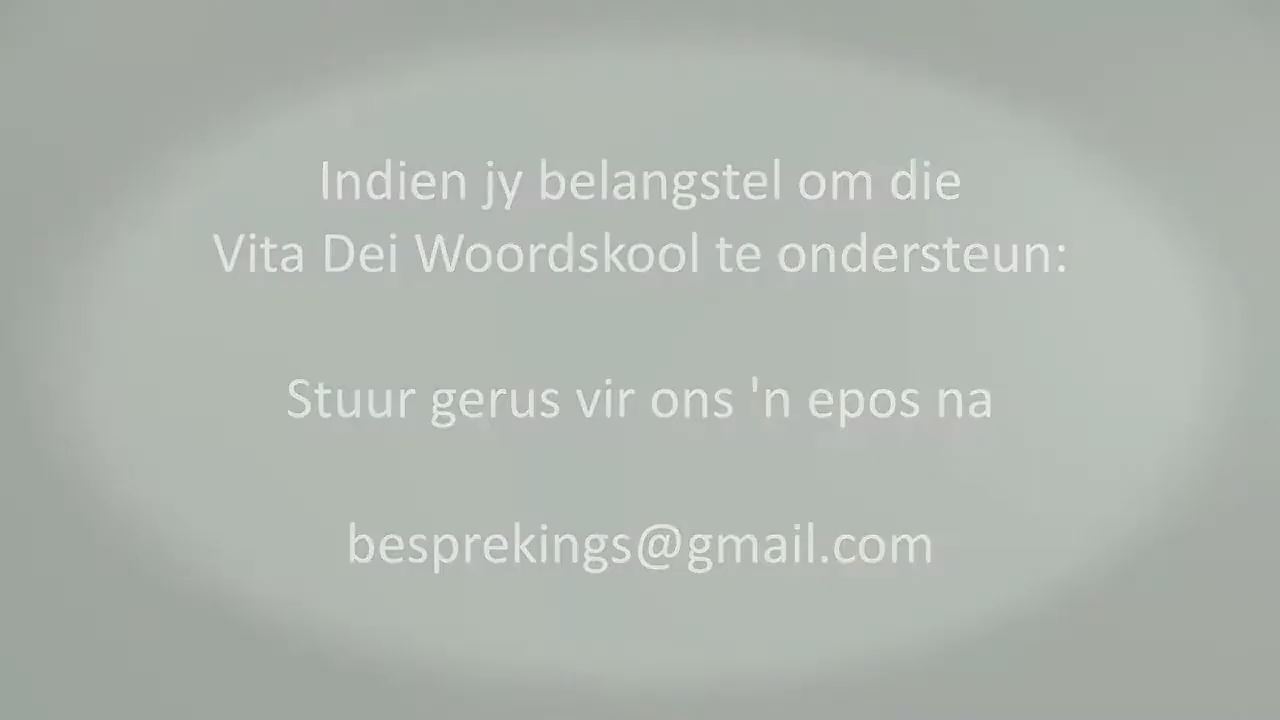 Indien jy belangstel om die
Vita Dei Woordskool te ondersteun:
Stuur gerus vir ons 'n epos na
besprekings@gmail.com